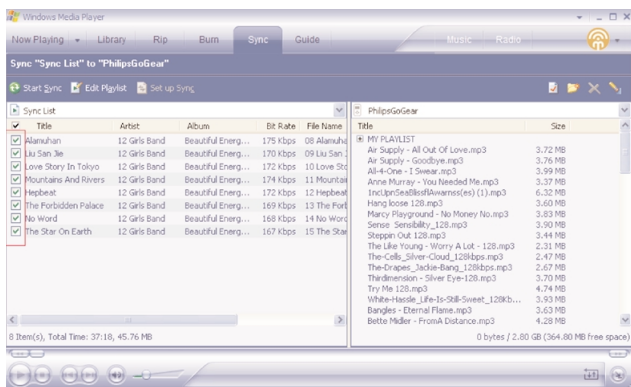 Windows Media Player
Now Playing Library Rip Burn Sync Guide Music Radio
Sync "Sync List" to "PhilipsGoGear"
Start Sync Edit Playlist Set up Sync
Sync List
Title Artist Album Bit Rate File Name
Alamuhan 12 Girls Band Beautiful Energ... 175 Kbps 08 Alamuha
Liu San Jie 12 Girls Band Beautiful Energ... 170 Kbps 09 Liu San
Love Story In Tokyo 12 Girls Band Beautiful Energ... 172 Kbps 10 Love Sto
Mountains And Rivers 12 Girls Band Beautiful Energ... 174 Kbps 11 Mountain
Hepbeat 12 Girls Band Beautiful Energ... 172 Kbps 12 Hepbeat
The Forbidden Palace 12 Girls Band Beautiful Energ... 169 Kbps 13 The Forl
No Word 12 Girls Band Beautiful Energ... 168 Kbps 14 No Word
The Star On Earth 12 Girls Band Beautiful Energ... 167 Kbps 15 The Star
8 Item(s), Total Time: 37:18, 45.76 MB
PhilipsGoGear
Title Size
MY PLAYLIST
Air Supply - All Out Of Love.mp3 3.72 MB
Air Supply - Goodbye.mp3 3.76 MB
All-4-One - I Swear.mp3 3.99 MB
Anne Murray - You Needed Me.mp3 3.37 MB
IncUpnSeaBlissflAwarnss(es) (1).mp3 6.32 MB
Hang loose 128.mp3 3.60 MB
Marcy Playground - No Money No.mp3 3.83 MB
Sense_Sensibility_128.mp3 3.90 MB
Steppin Out 128.mp3 3.44 MB
The Like Young - Worry A Lot - 128.mp3 2.31 MB
The-Cells_Silver-Cloud_128kbps.mp3 2.47 MB
The-Drapes_Jackie-Bang_128kbps.mp3 2.67 MB
Thirdimension - Silver Eye-128.mp3 3.70 MB
Try Me 128.mp3 4.74 MB
White-Hassle_Life-Is-Still-Sweet_128Kb... 3.93 MB
Bangles - Eternal Flame.mp3 3.63 MB
Bette Midler - FromA Distance.mp3 4.28 MB
0 bytes / 2.80 GB (364.80 MB free space)